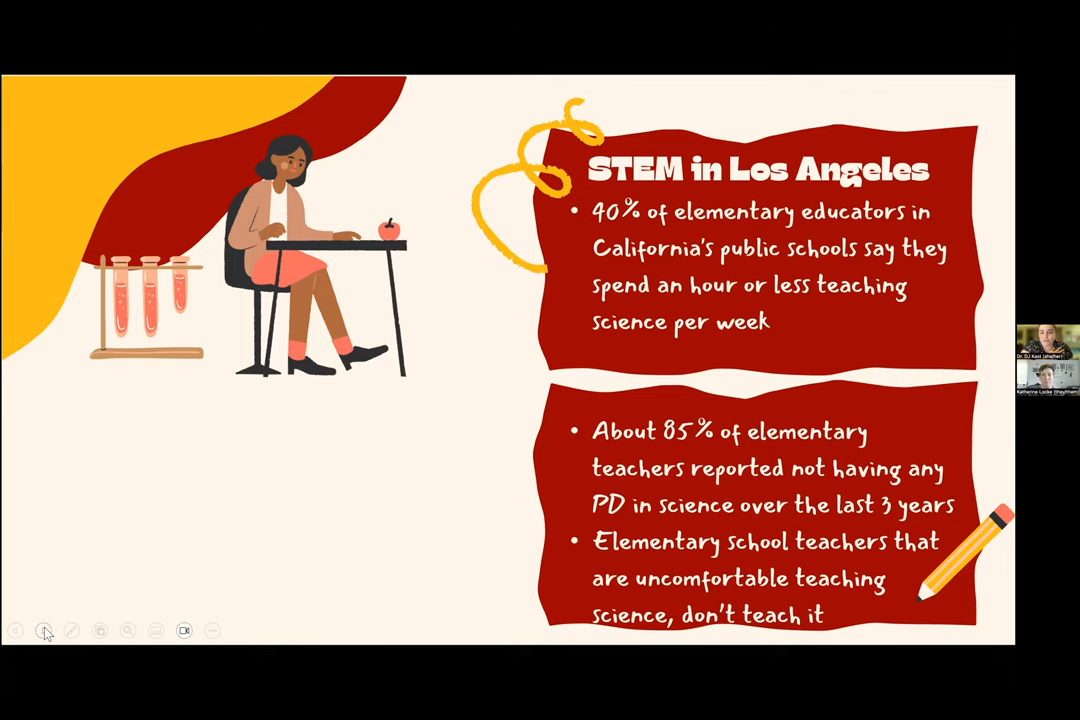 STEM in Los Angeles
• 40% of elementary educators in
California's public schools say they
spend an hour or less teaching
science per week
• About 85% of elementary
teachers reported not having any
PD in science over the last 3 years
• Elementary school teachers that
are uncomfortable teaching
science, don't teach it
Dr. DJ Kast (she/her)
Katherine Locke (they/them)